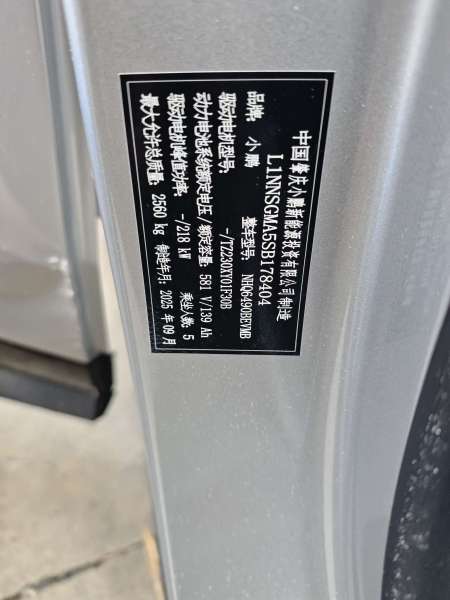 中国肇庆小鹏新能源投资有限公司制造
L1NNSGMA5SB178404
品牌: 小鹏 整车型号: NHQ6490BEVMB
驱动电机型号: -/TZ230XY01F30B
动力电池系统额定电压/额定容量: 581 V/139 Ah
驱动电机峰值功率: -/218 kW 乘坐人数: 5
最大允许总质量: 2560 kg 制造年月: 2025 年 09 月